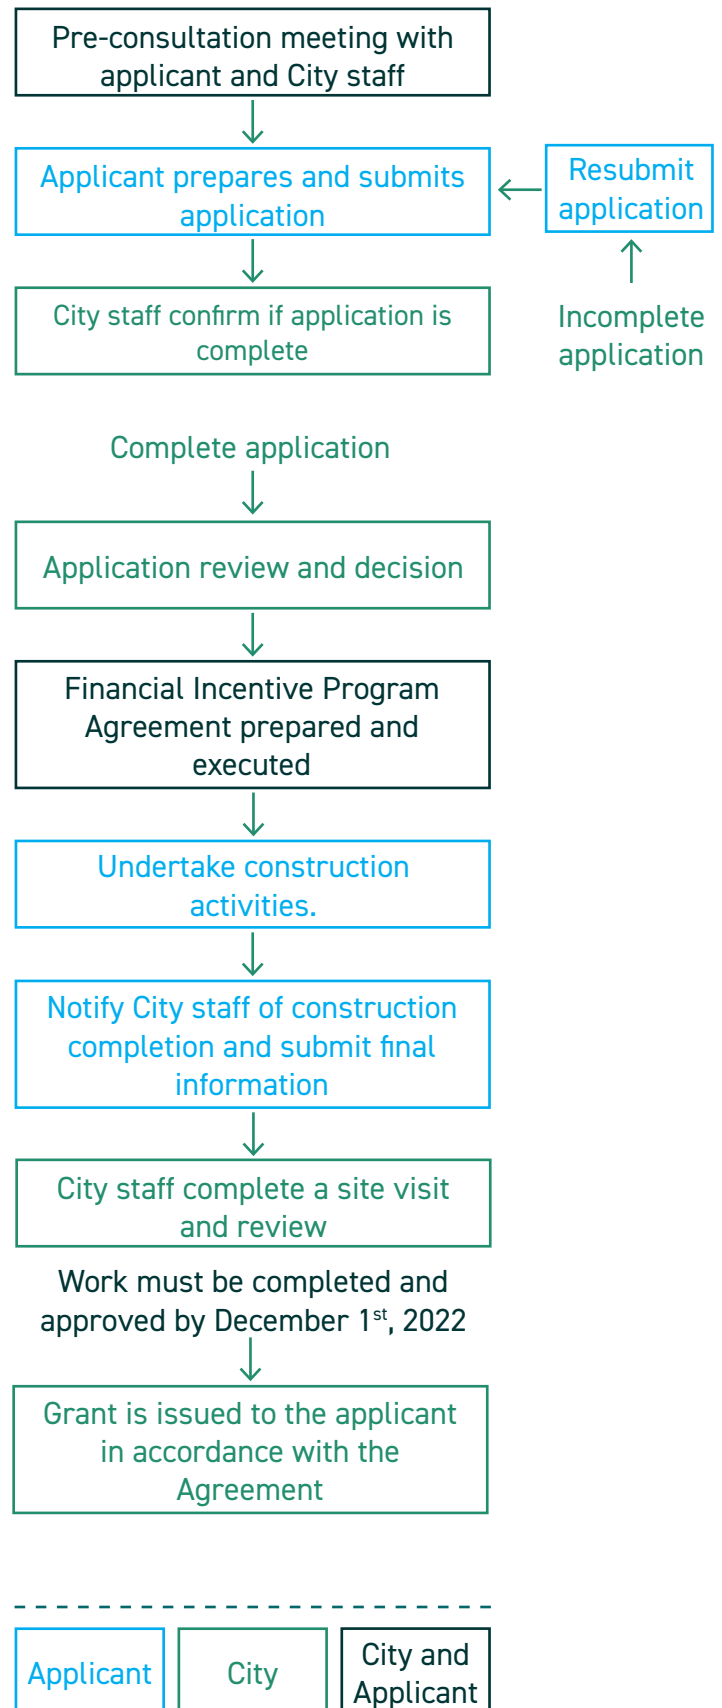 Pre-consultation meeting with
applicant and City staff
Applicant prepares and submits
application
Resubmit
application
City staff confirm if application is
complete
Incomplete
application
Complete application
Application review and decision
Financial Incentive Program
Agreement prepared and
executed
Undertake construction
activities.
Notify City staff of construction
completion and submit final
information
City staff complete a site visit
and review
Work must be completed and
approved by December 1st, 2022
Grant is issued to the applicant
in accordance with the
Agreement
Applicant
City
City and
Applicant